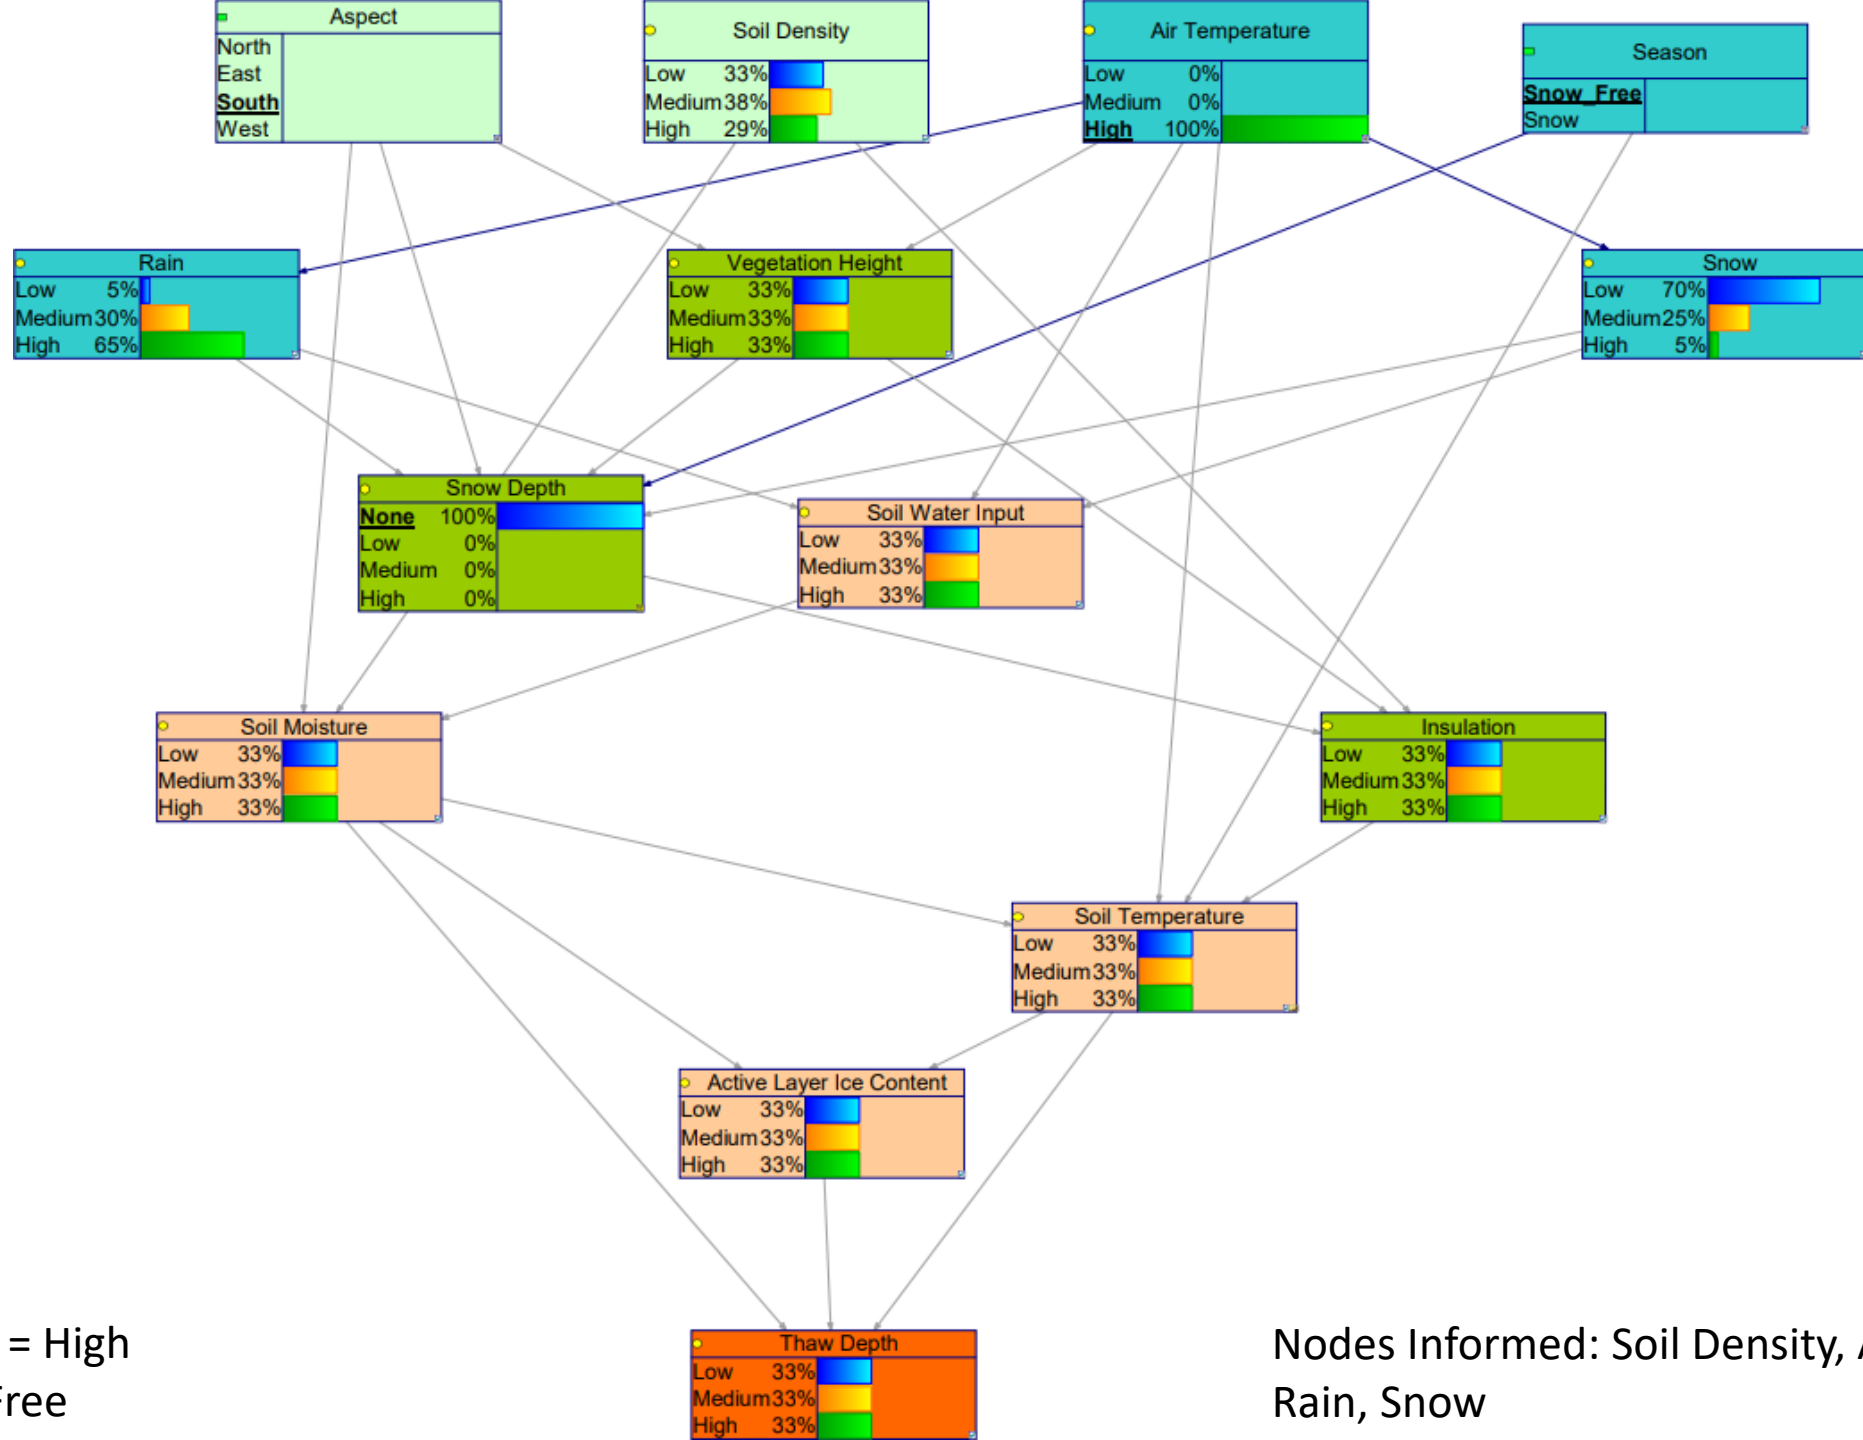 Aspect
North
East
South
West
Soil Density
Low 33%
Medium 38%
High 29%
Air Temperature
Low 0%
Medium 0%
High 100%
Season
Snow_Free
Snow
Rain
Low 5%
Medium 30%
High 65%
Vegetation Height
Low 33%
Medium 33%
High 33%
Snow
Low 70%
Medium 25%
High 5%
Snow Depth
None 100%
Low 0%
Medium 0%
High 0%
Soil Water Input
Low 33%
Medium 33%
High 33%
Soil Moisture
Low 33%
Medium 33%
High 33%
Insulation
Low 33%
Medium 33%
High 33%
Soil Temperature
Low 33%
Medium 33%
High 33%
Active Layer Ice Content
Low 33%
Medium 33%
High 33%
Thaw Depth
Low 33%
Medium 33%
High 33%
= High
Nodes Informed: Soil Density,
Rain, Snow